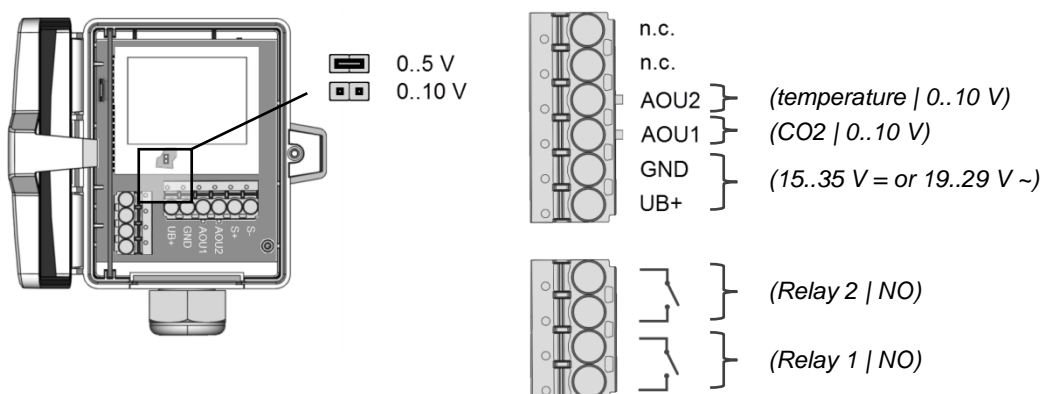 0..5 V
0..10 V
UB+
GND
AOU1
AOU2
S+
S-
n.c.
n.c.
AOU2 (temperature | 0..10 V)
AOU1 (CO2 | 0..10 V)
GND
UB+
(15..35 V = or 19..29 V ~)
(Relay 2 | NO)
(Relay 1 | NO)